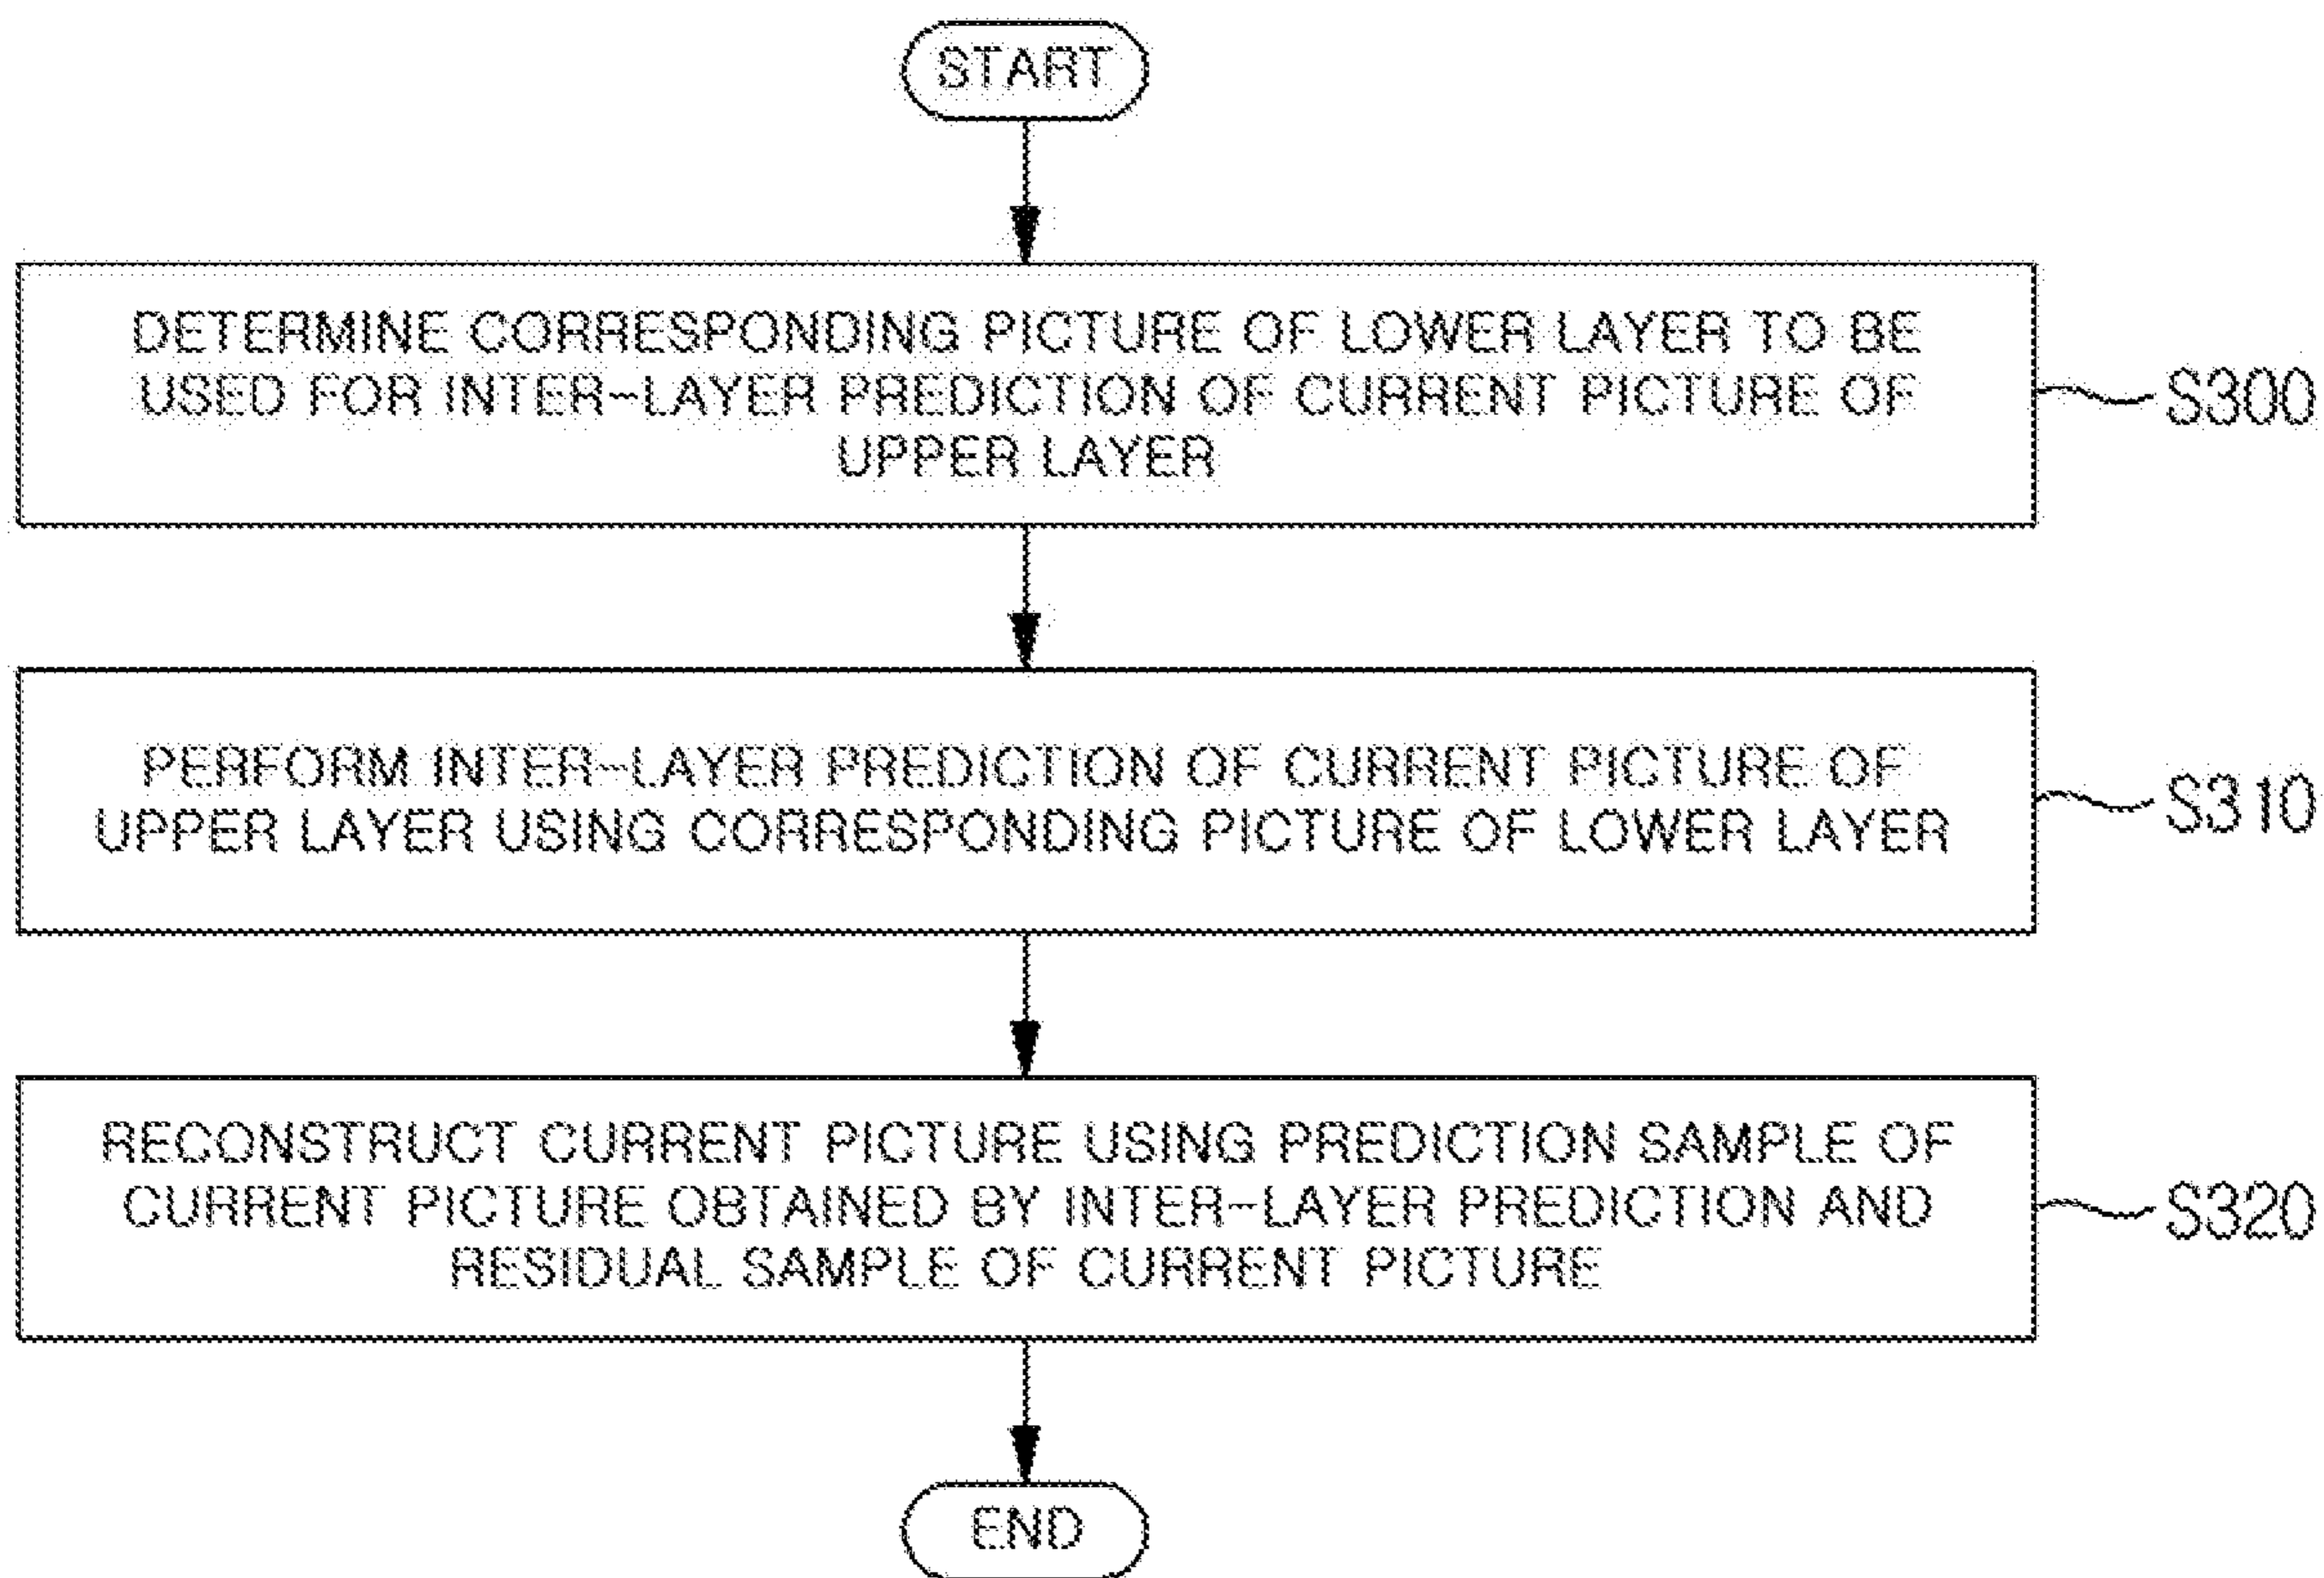 START
DETERMINE CORRESPONDING PICTURE OF LOWER LAYER TO BE
USED FOR INTER-LAYER PREDICTION OF CURRENT PICTURE OF
UPPER LAYER
S300
PERFORM INTER-LAYER PREDICTION OF CURRENT PICTURE OF
UPPER LAYER USING CORRESPONDING PICTURE OF LOWER LAYER
S310
RECONSTRUCT CURRENT PICTURE USING PREDICTION SAMPLE OF
CURRENT PICTURE OBTAINED BY INTER-LAYER PREDICTION AND
RESIDUAL SAMPLE OF CURRENT PICTURE
S320
END